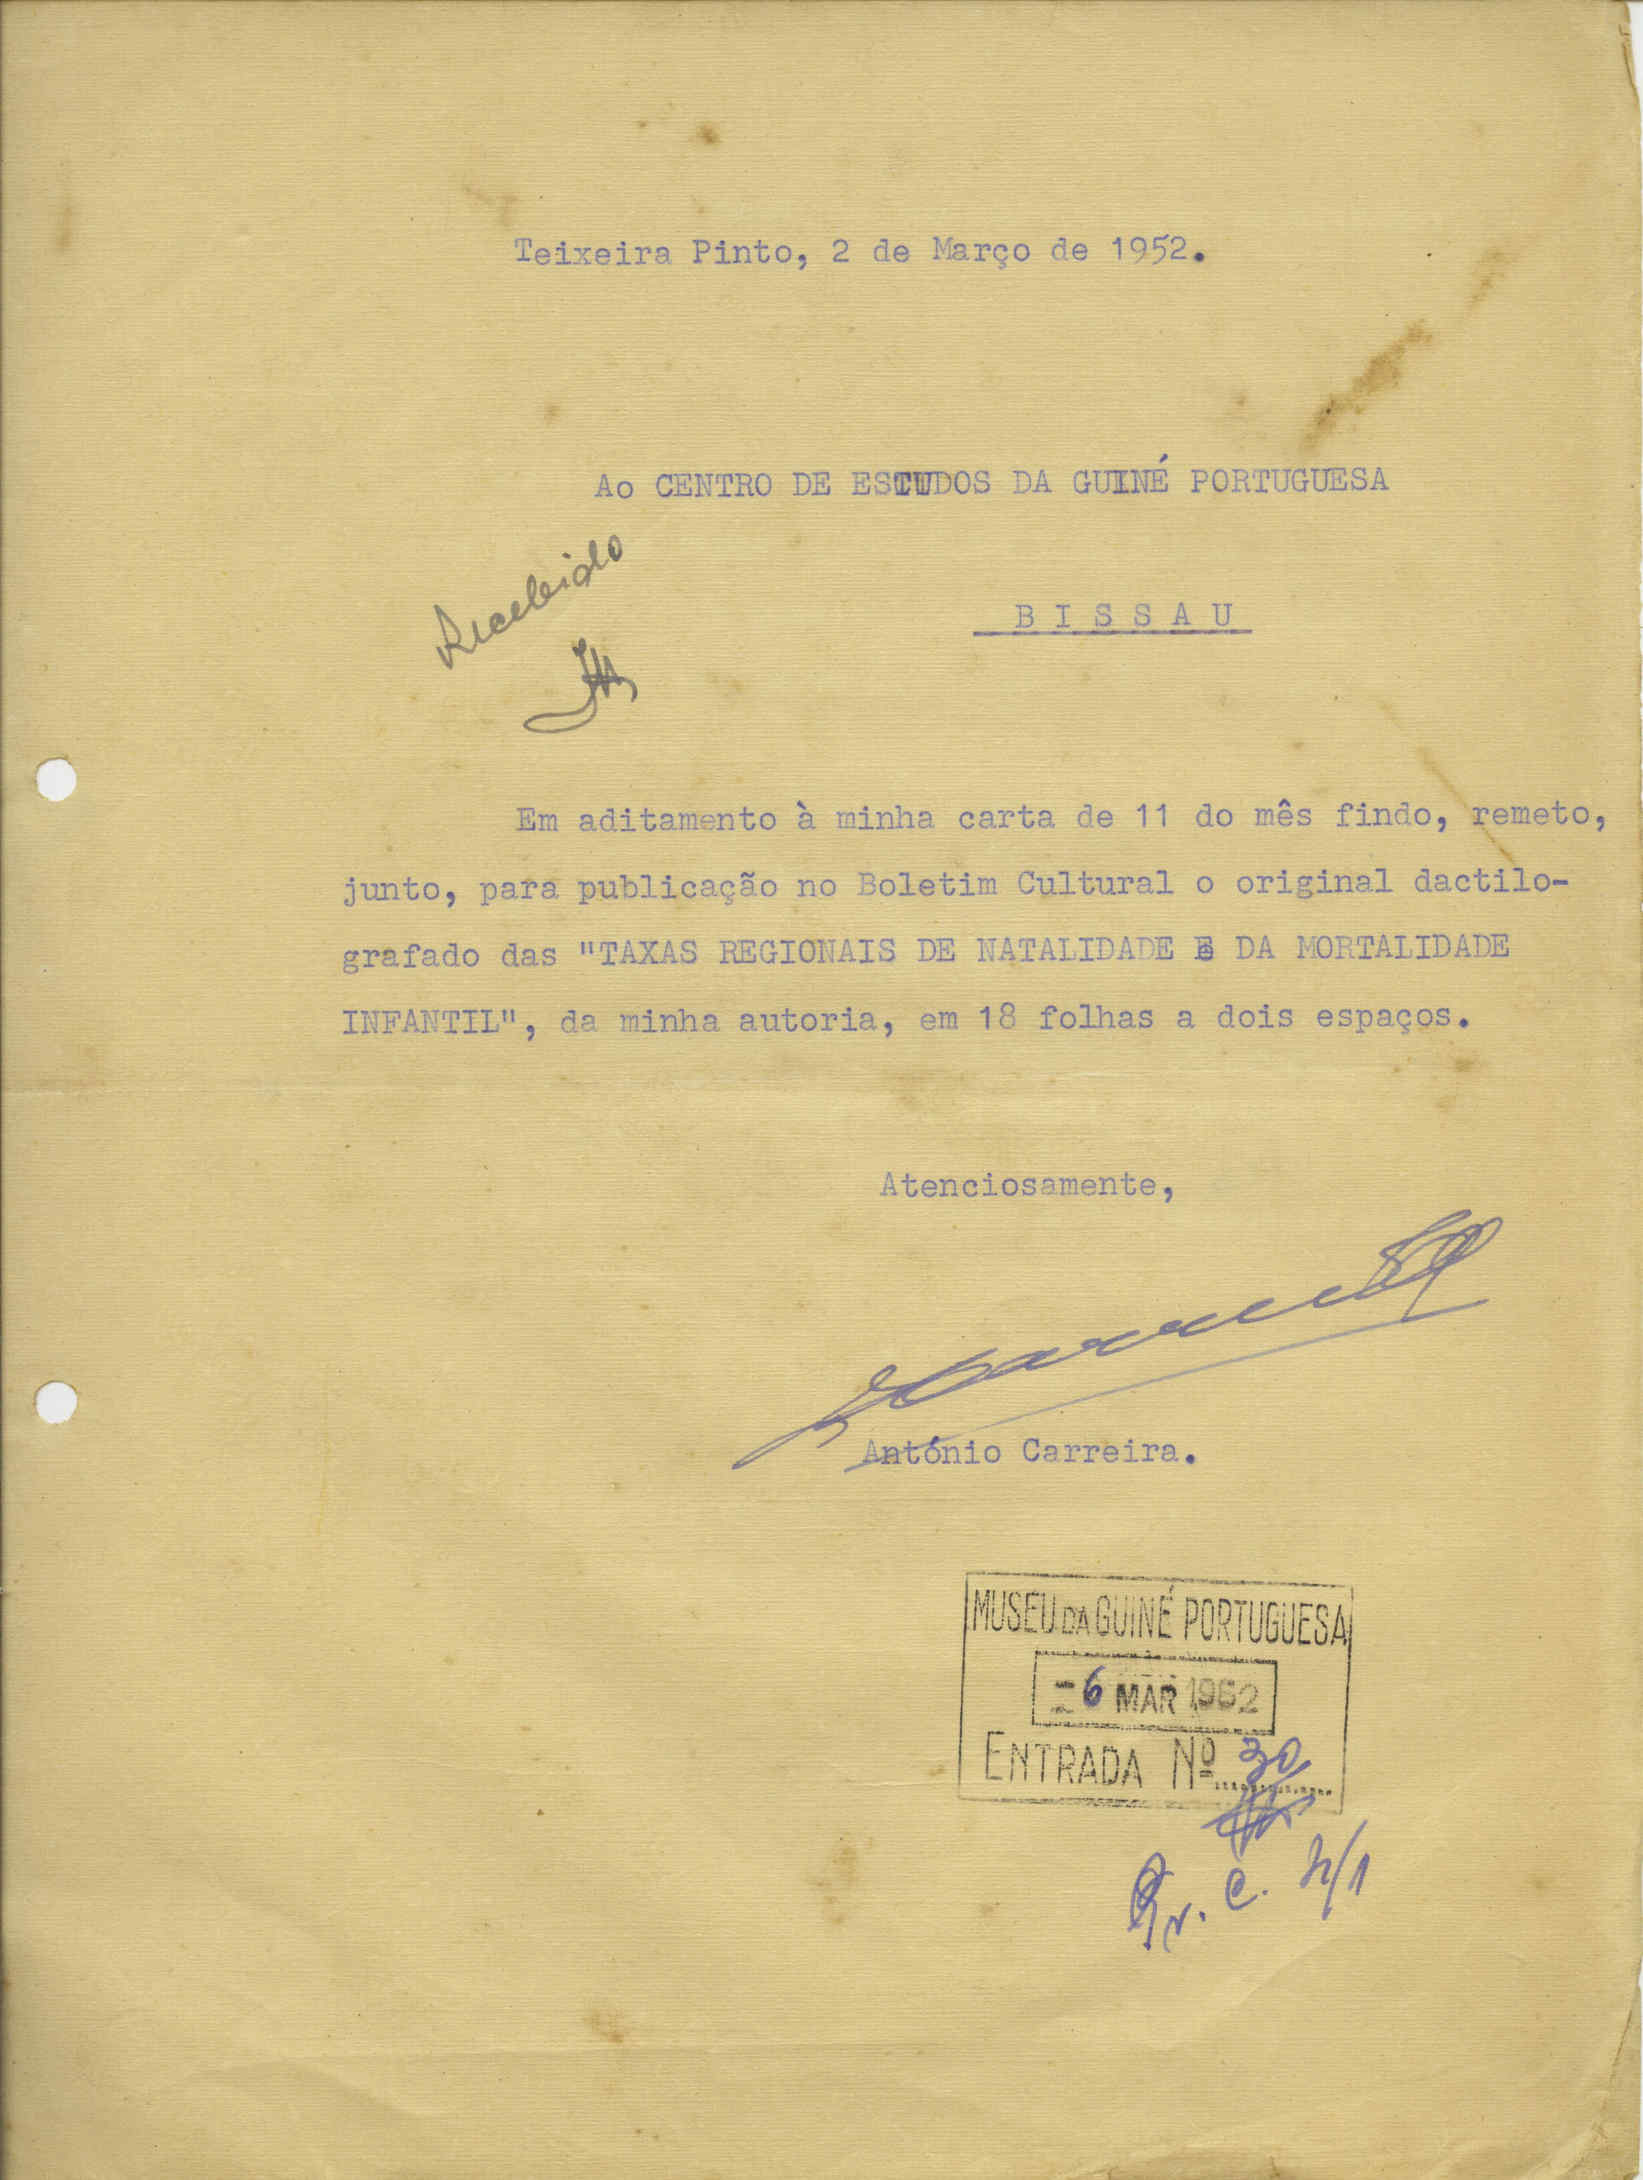 Teixeira Pinto, 2 de Março de 1952.
Ao CENTRO DE ESTUDOS DA GUINÉ PORTUGUESA
Recebido
B I S S A U
Em aditamento à minha carta de 11 do mês findo, remeto,
junto, para publicação no Boletim Cultural o original dactilo-
grafado das "TAXAS REGIONAIS DE NATALIDADE E DA MORTALIDADE
INFANTIL", da minha autoria, em 18 folhas a dois espaços.
Atenciosamente,
António Carreira.
MUSEU DA GUINÉ PORTUGUESA
-6 MAR 1952
ENTRADA Nº 30